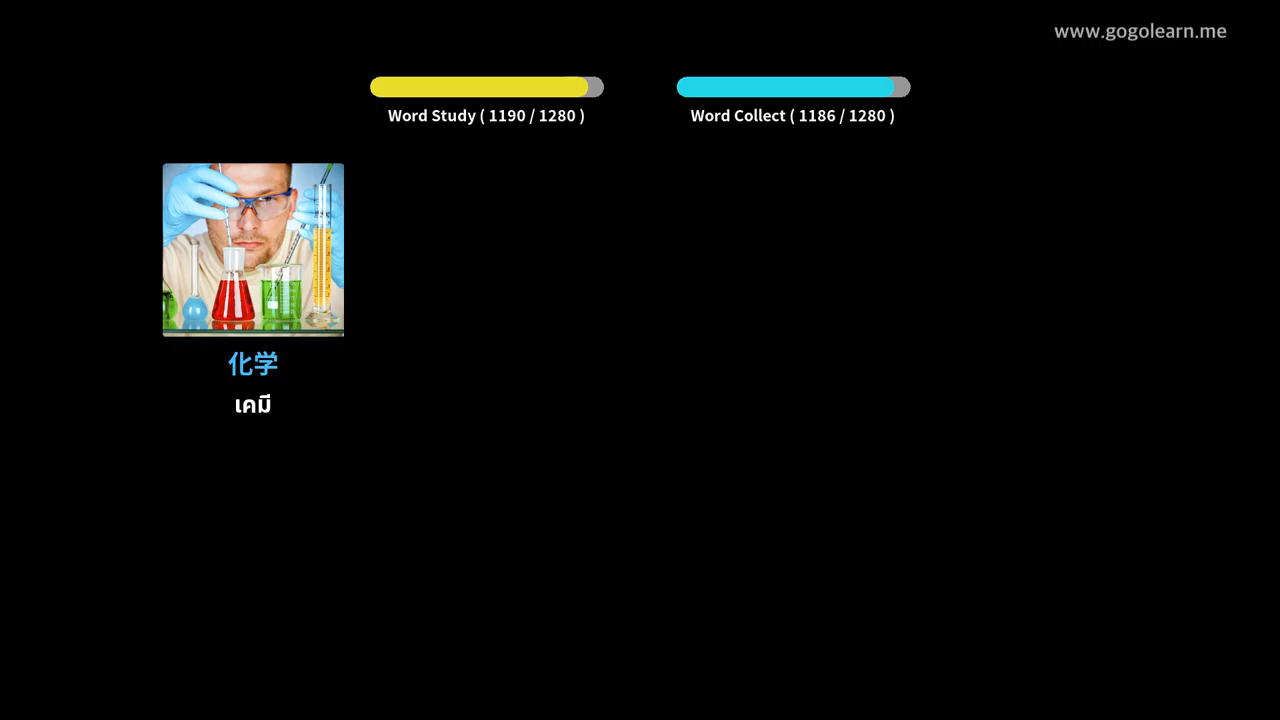 www.gogolearn.me
Word Study ( 1190 / 1280 )
Word Collect ( 1186 / 1280 )
化学
เคมี